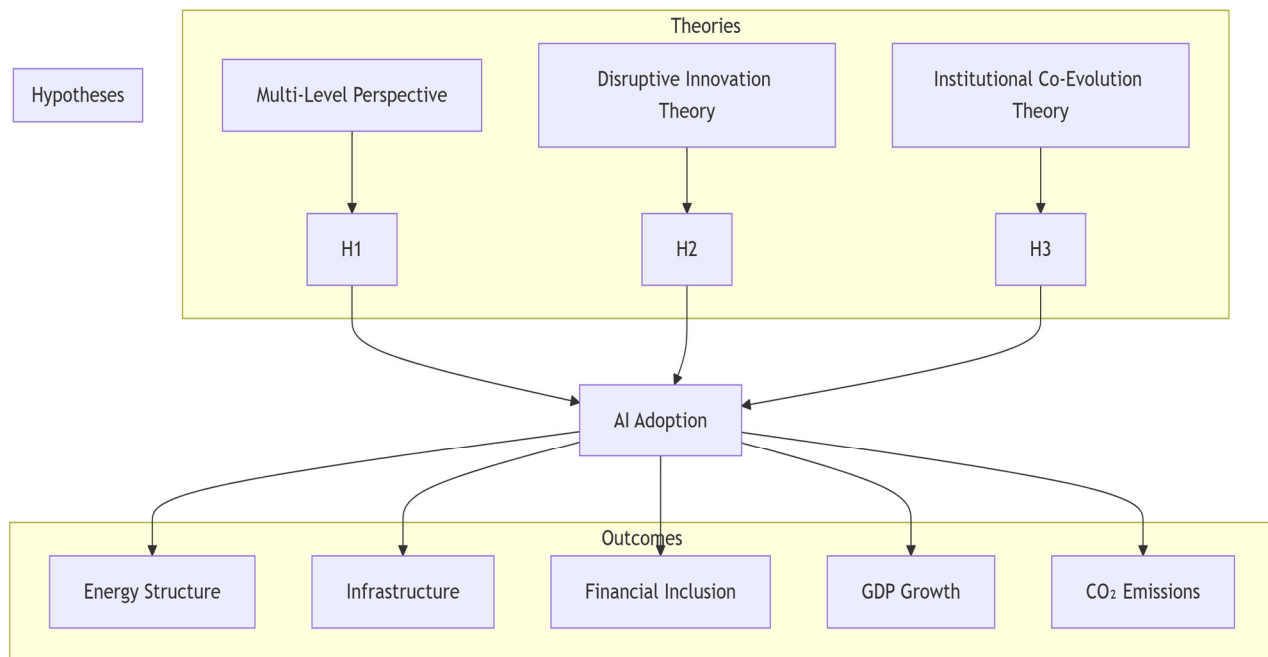 Theories
Hypotheses
Multi-Level Perspective
Disruptive Innovation
Theory
Institutional Co-Evolution
Theory
H1
H2
H3
AI Adoption
Outcomes
Energy Structure
Infrastructure
Financial Inclusion
GDP Growth
CO₂ Emissions